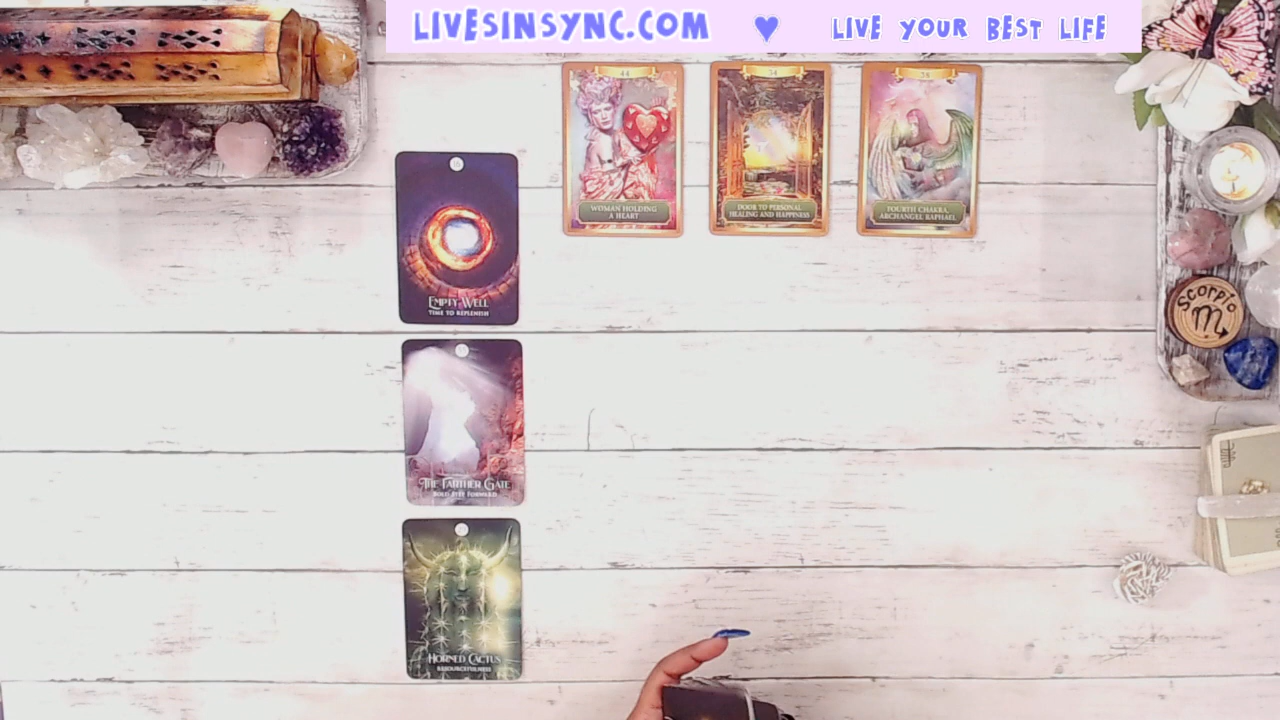 LIVESINSYNC.COM ♥ LIVE YOUR BEST LIFE
44
WOMAN HOLDING
A HEART
34
DOOR TO PERSONAL
HEALING AND HAPPINESS
FOURTH CHAKRA,
ARCHANGEL RAPHAEL
EMPTY WELL
TIME TO REPLENISH
THE FARTHER GATE
BOLD STEP FORWARD
HORNED CACTUS
RESOURCEFULNESS
Scorpio